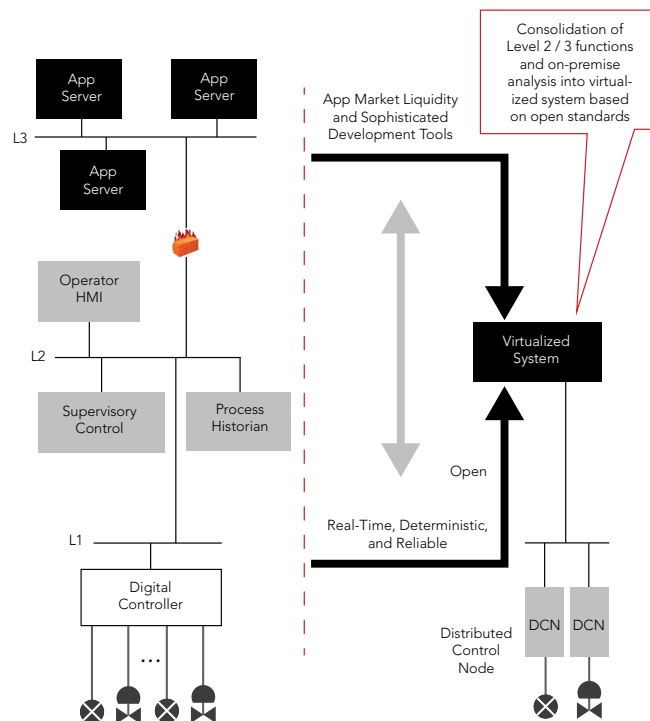 App
Server
App
Server
L3
App
Server
Operator
HMI
L2
Supervisory
Control
Process
Historian
L1
Digital
Controller
...
App Market Liquidity
and Sophisticated
Development Tools
Open
Real-Time, Deterministic,
and Reliable
Consolidation of
Level 2 / 3 functions
and on-premise
analysis into virtual-
ized system based
on open standards
Virtualized
System
Distributed
Control
Node
DCN
DCN